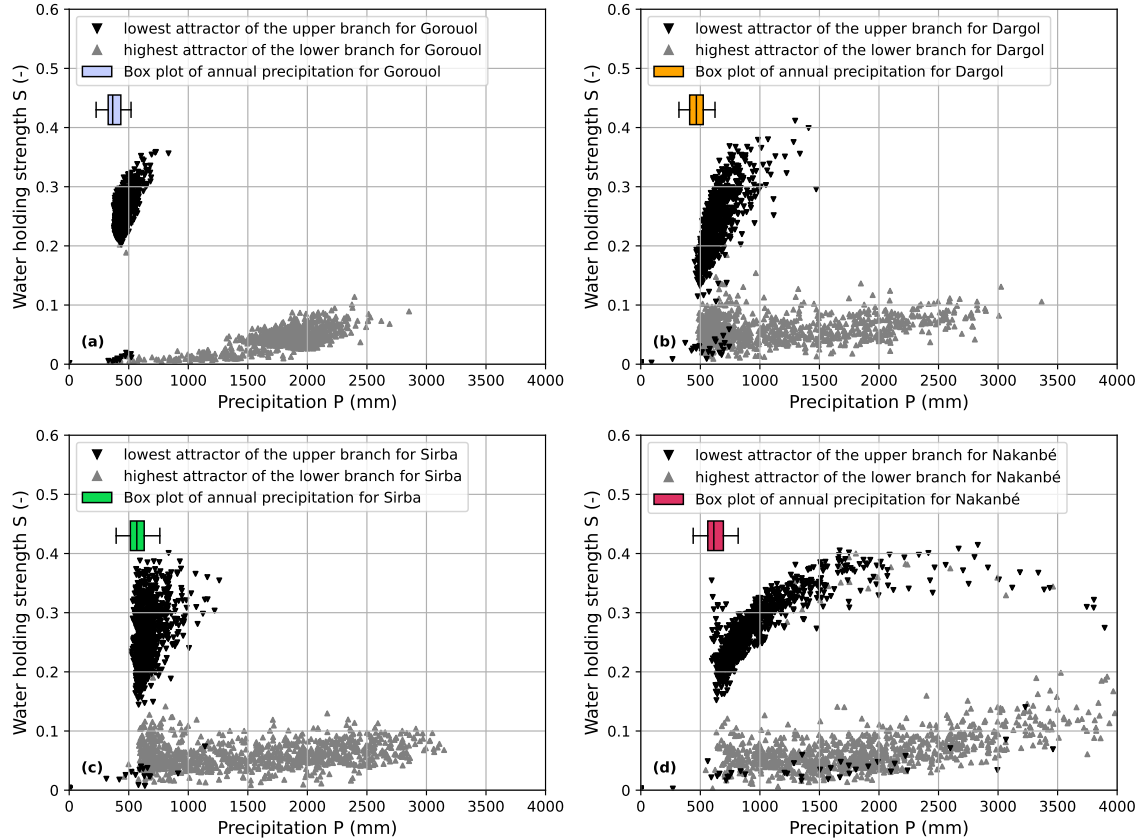 0.6
0.5
0.4
0.3
0.2
0.1
0
Water holding strength S (-)
lowest attractor of the upper branch for Gorouol
highest attractor of the lower branch for Gorouol
Box plot of annual precipitation for Gorouol
(a)
0 500 1000 1500 2000 2500 3000 3500 4000
Precipitation P (mm)
0.6
0.5
0.4
0.3
0.2
0.1
0
Water holding strength S (-)
lowest attractor of the upper branch for Dargol
highest attractor of the lower branch for Dargol
Box plot of annual precipitation for Dargol
(b)
0 500 1000 1500 2000 2500 3000 3500 4000
Precipitation P (mm)
0.6
0.5
0.4
0.3
0.2
0.1
0
Water holding strength S (-)
lowest attractor of the upper branch for Sirba
highest attractor of the lower branch for Sirba
Box plot of annual precipitation for Sirba
(c)
0 500 1000 1500 2000 2500 3000 3500 4000
Precipitation P (mm)
0.6
0.5
0.4
0.3
0.2
0.1
0
Water holding strength S (-)
lowest attractor of the upper branch for Nakanbé
highest attractor of the lower branch for Nakanbé
Box plot of annual precipitation for Nakanbé
(d)
0 500 1000 1500 2000 2500 3000 3500 4000
Precipitation P (mm)